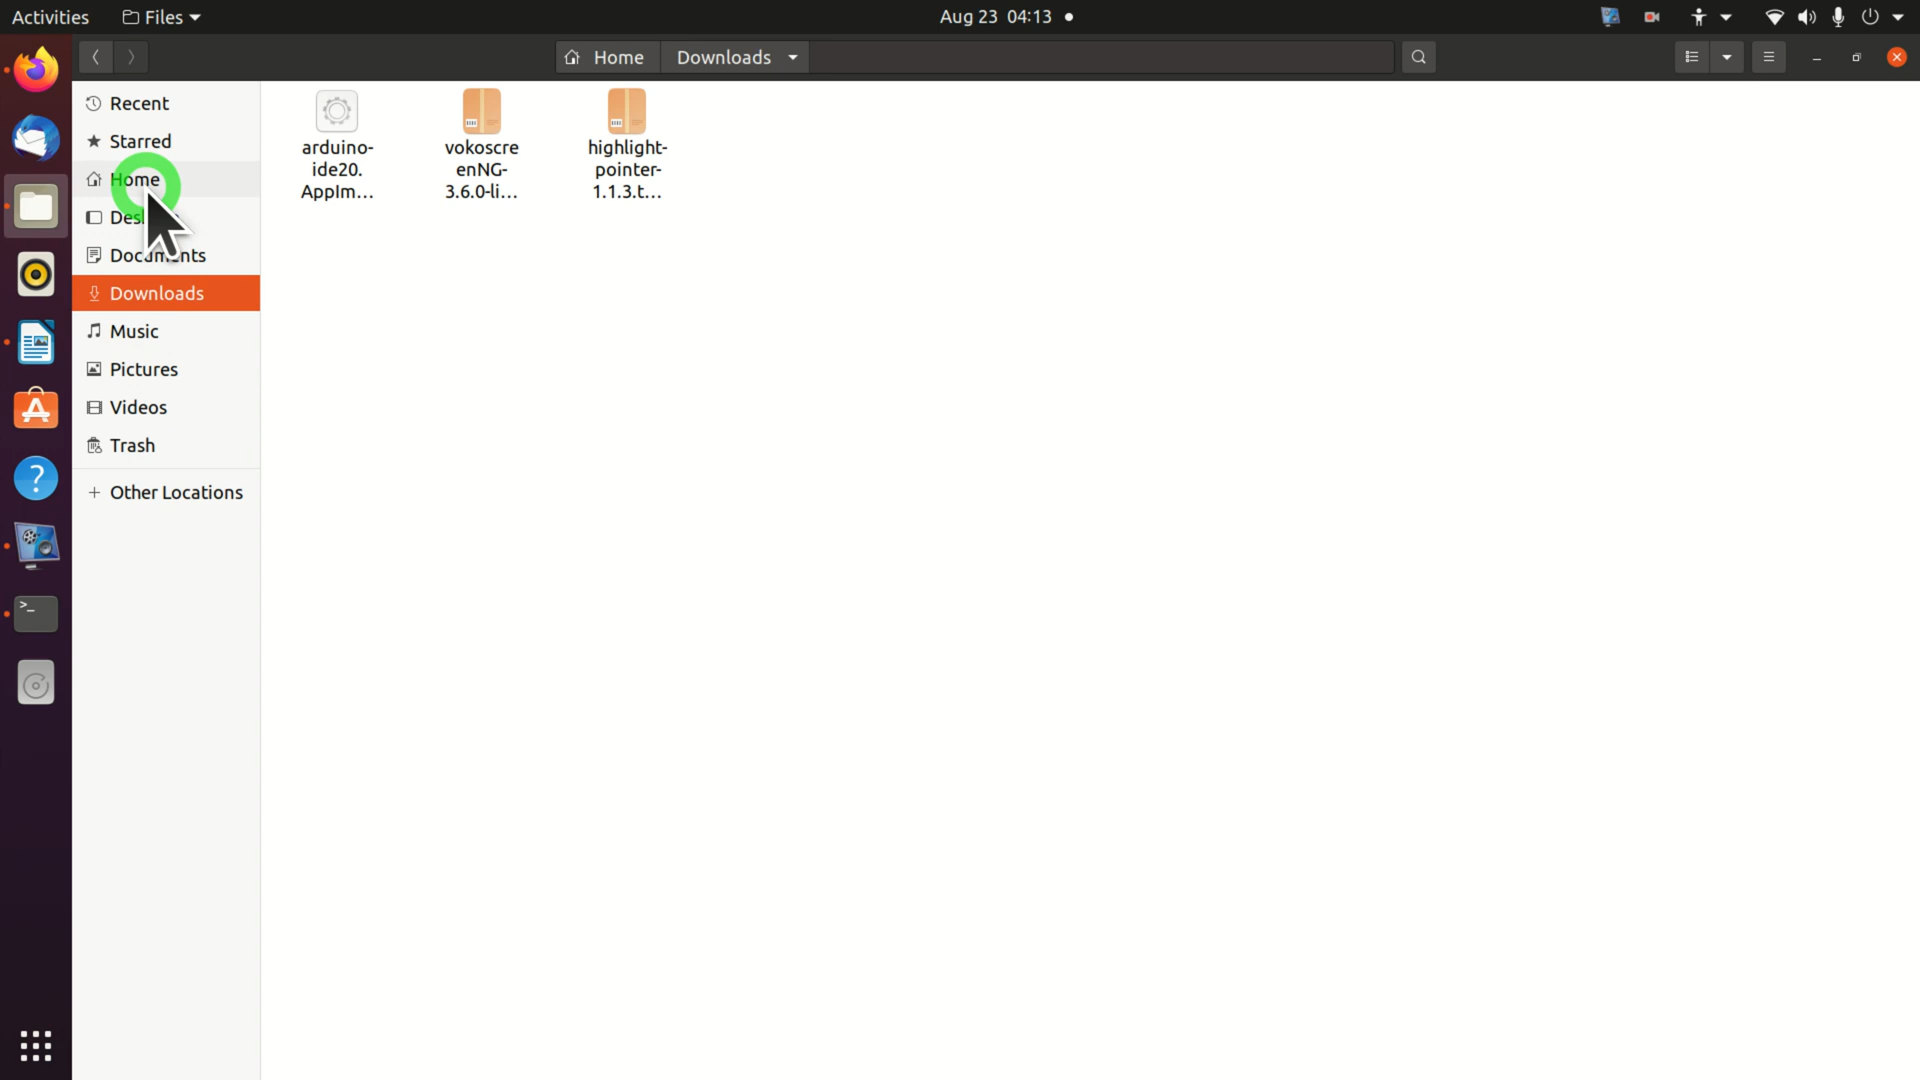 Activities Files Aug 23 04:13
Home Downloads
Recent
Starred
Home
Documents
Downloads
Music
Pictures
Videos
Trash
Other Locations
arduino-
ide20.
AppIm...
vokoscre
enNG-
3.6.0-li...
highlight-
pointer-
1.1.3.t...